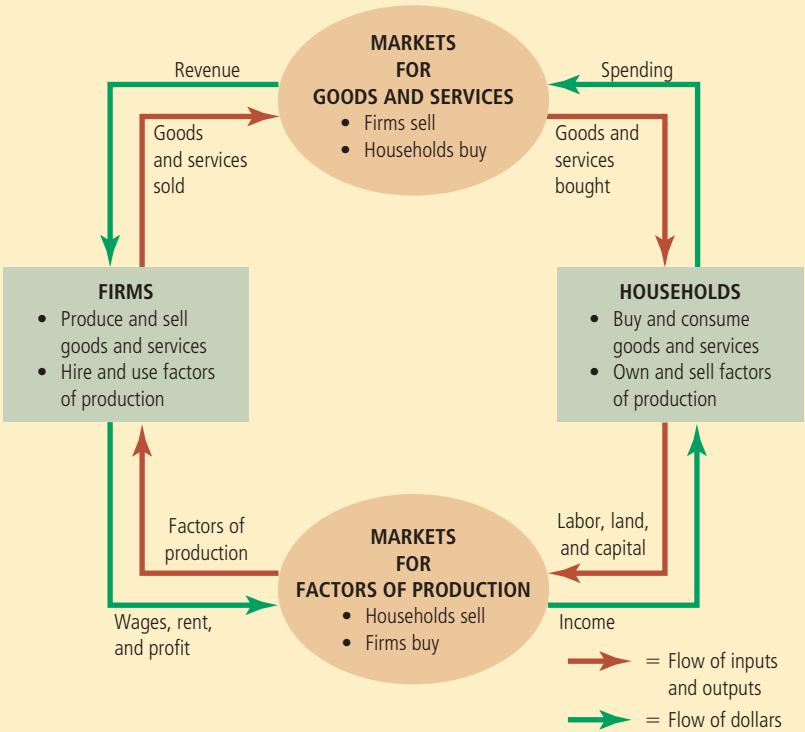 MARKETS
FOR
GOODS AND SERVICES
• Firms sell
• Households buy
Revenue
Spending
Goods
and services
sold
Goods and
services
bought
FIRMS
• Produce and sell
goods and services
• Hire and use factors
of production
HOUSEHOLDS
• Buy and consume
goods and services
• Own and sell factors
of production
Factors of
production
Labor, land,
and capital
MARKETS
FOR
FACTORS OF PRODUCTION
• Households sell
• Firms buy
Wages, rent,
and profit
Income
= Flow of inputs
and outputs
= Flow of dollars